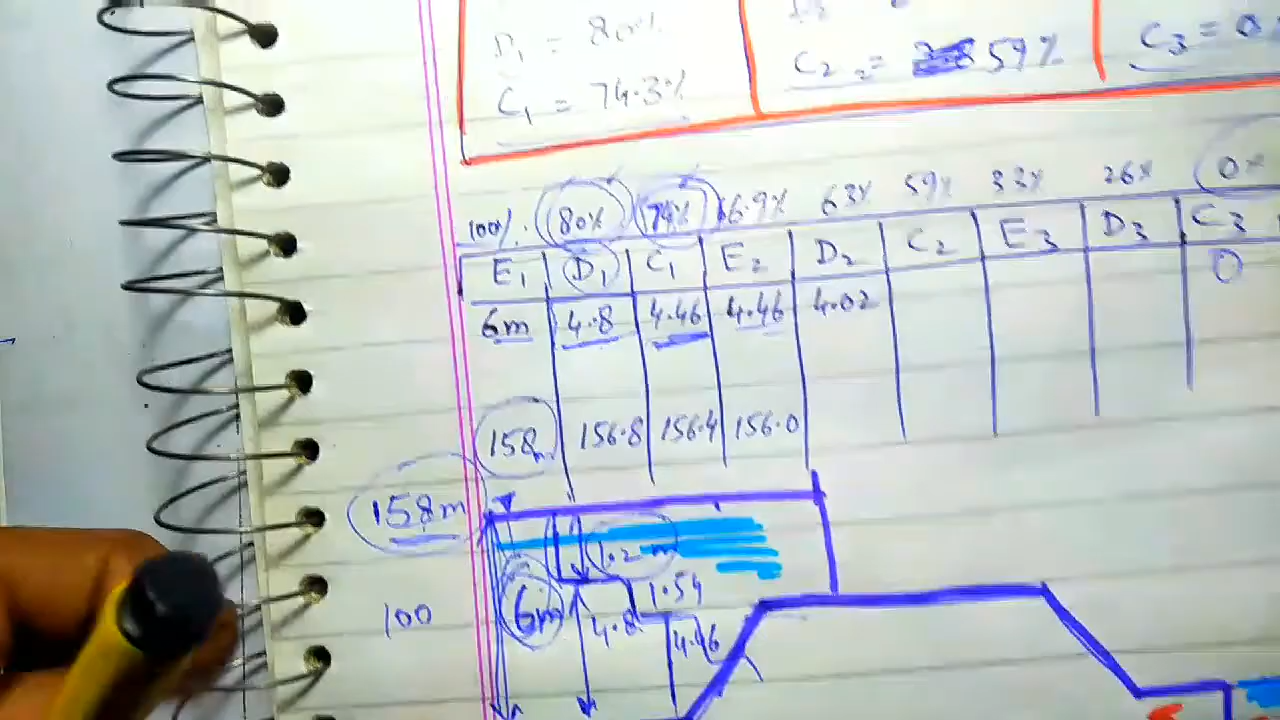 D₁ = 80%
C₁ = 74.3%
C₂ = 59%
C₃ = 0
100% 80% 74% 66.9% 63% 59% 33% 26% 0%
E₁ D₁ C₁ E₂ D₂ C₂ E₃ D₃ C₃
6m 4.8 4.46 4.46 4.02 0
158m 156.8 156.4 156.0
158m
1.2m
6m 4.8 1.54
100 4.46